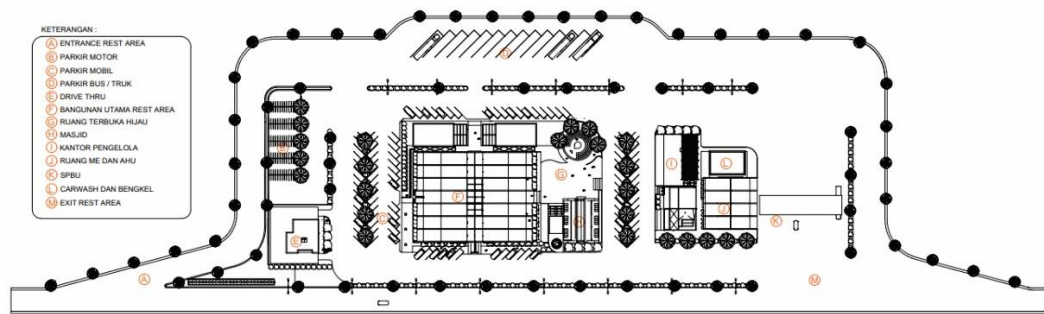 KETERANGAN :
A ENTRANCE REST AREA
B PARKIR MOTOR
C PARKIR MOBIL
D PARKIR BUS / TRUK
E DRIVE THRU
F BANGUNAN UTAMA REST AREA
G RUANG TERBUKA HIJAU
H MASJID
I KANTOR PENGELOLA
J RUANG ME DAN AHU
K SPBU
L CARWASH DAN BENGKEL
M EXIT REST AREA
D
B
I
L
G
F
J
C
H
K
E
A
M